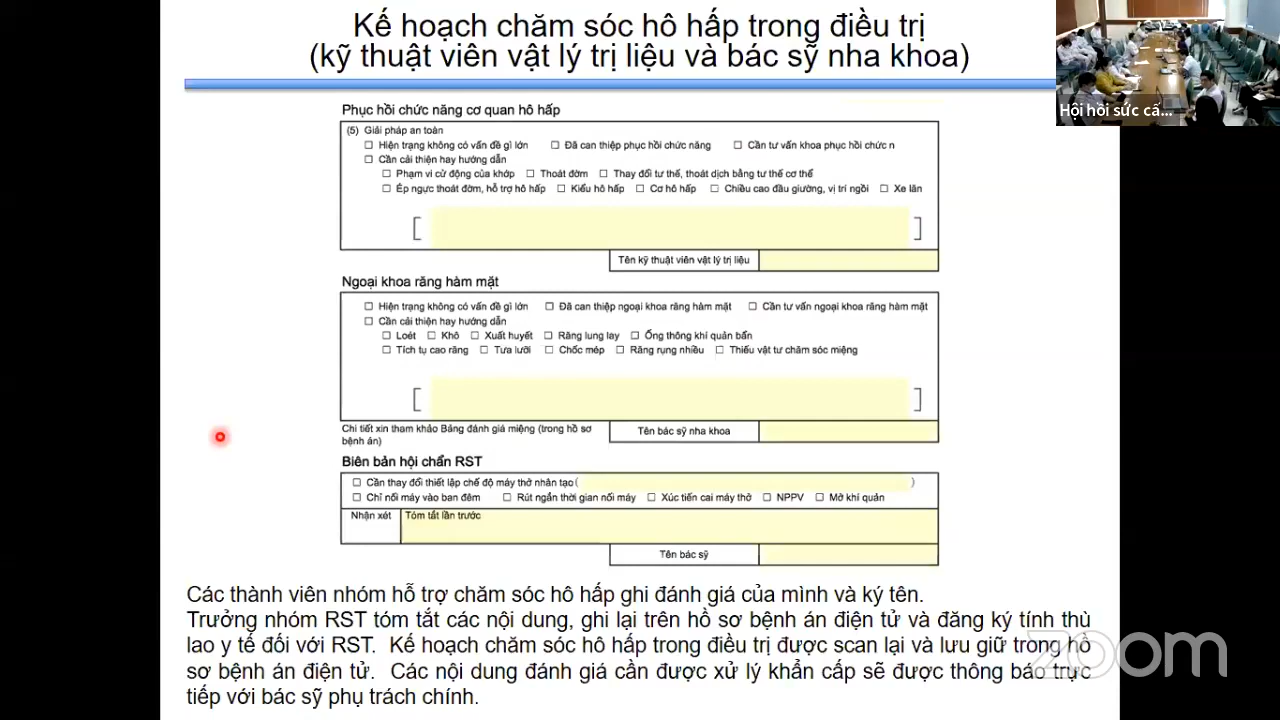 Kế hoạch chăm sóc hô hấp trong điều trị
(kỹ thuật viên vật lý trị liệu và bác sỹ nha khoa)
Hội hồi sức cấ...
Phục hồi chức năng cơ quan hô hấp
(5) Giải pháp an toàn
☐ Hiện trạng không có vấn đề gì lớn ☐ Đã can thiệp phục hồi chức năng ☐ Cần tư vấn khoa phục hồi chức n
☐ Cần cải thiện hay hướng dẫn
☐ Phạm vi cử động của khớp ☐ Thoát đờm ☐ Thay đổi tư thế, thoát dịch bằng tư thế cơ thể
☐ Ép ngực thoát đờm, hỗ trợ hô hấp ☐ Kiểu hô hấp ☐ Cơ hô hấp ☐ Chiều cao đầu giường, vị trí ngồi ☐ Xe lăn
[ ]
Tên kỹ thuật viên vật lý trị liệu
Ngoại khoa răng hàm mặt
☐ Hiện trạng không có vấn đề gì lớn ☐ Đã can thiệp ngoại khoa răng hàm mặt ☐ Cần tư vấn ngoại khoa răng hàm mặt
☐ Cần cải thiện hay hướng dẫn
☐ Loét ☐ Khô ☐ Xuất huyết ☐ Răng lung lay ☐ Ống thông khí quản bẩn
☐ Tích tụ cao răng ☐ Tưa lưỡi ☐ Chốc mép ☐ Răng rụng nhiều ☐ Thiếu vật tư chăm sóc miệng
[ ]
Chi tiết xin tham khảo Bảng đánh giá miệng (trong hồ sơ
bệnh án)
Tên bác sỹ nha khoa
Biên bản hội chẩn RST
☐ Cần thay đổi thiết lập chế độ máy thở nhân tạo ( )
☐ Chỉ nối máy vào ban đêm ☐ Rút ngắn thời gian nối máy ☐ Xúc tiến cai máy thở ☐ NPPV ☐ Mở khí quản
Nhận xét Tóm tắt lần trước
Tên bác sỹ
Các thành viên nhóm hỗ trợ chăm sóc hô hấp ghi đánh giá của mình và ký tên.
Trưởng nhóm RST tóm tắt các nội dung, ghi lại trên hồ sơ bệnh án điện tử và đăng ký tính thù
lao y tế đối với RST. Kế hoạch chăm sóc hô hấp trong điều trị được scan lại và lưu giữ trong hồ
sơ bệnh án điện tử. Các nội dung đánh giá cần được xử lý khẩn cấp sẽ được thông báo trực
tiếp với bác sỹ phụ trách chính.
zoom